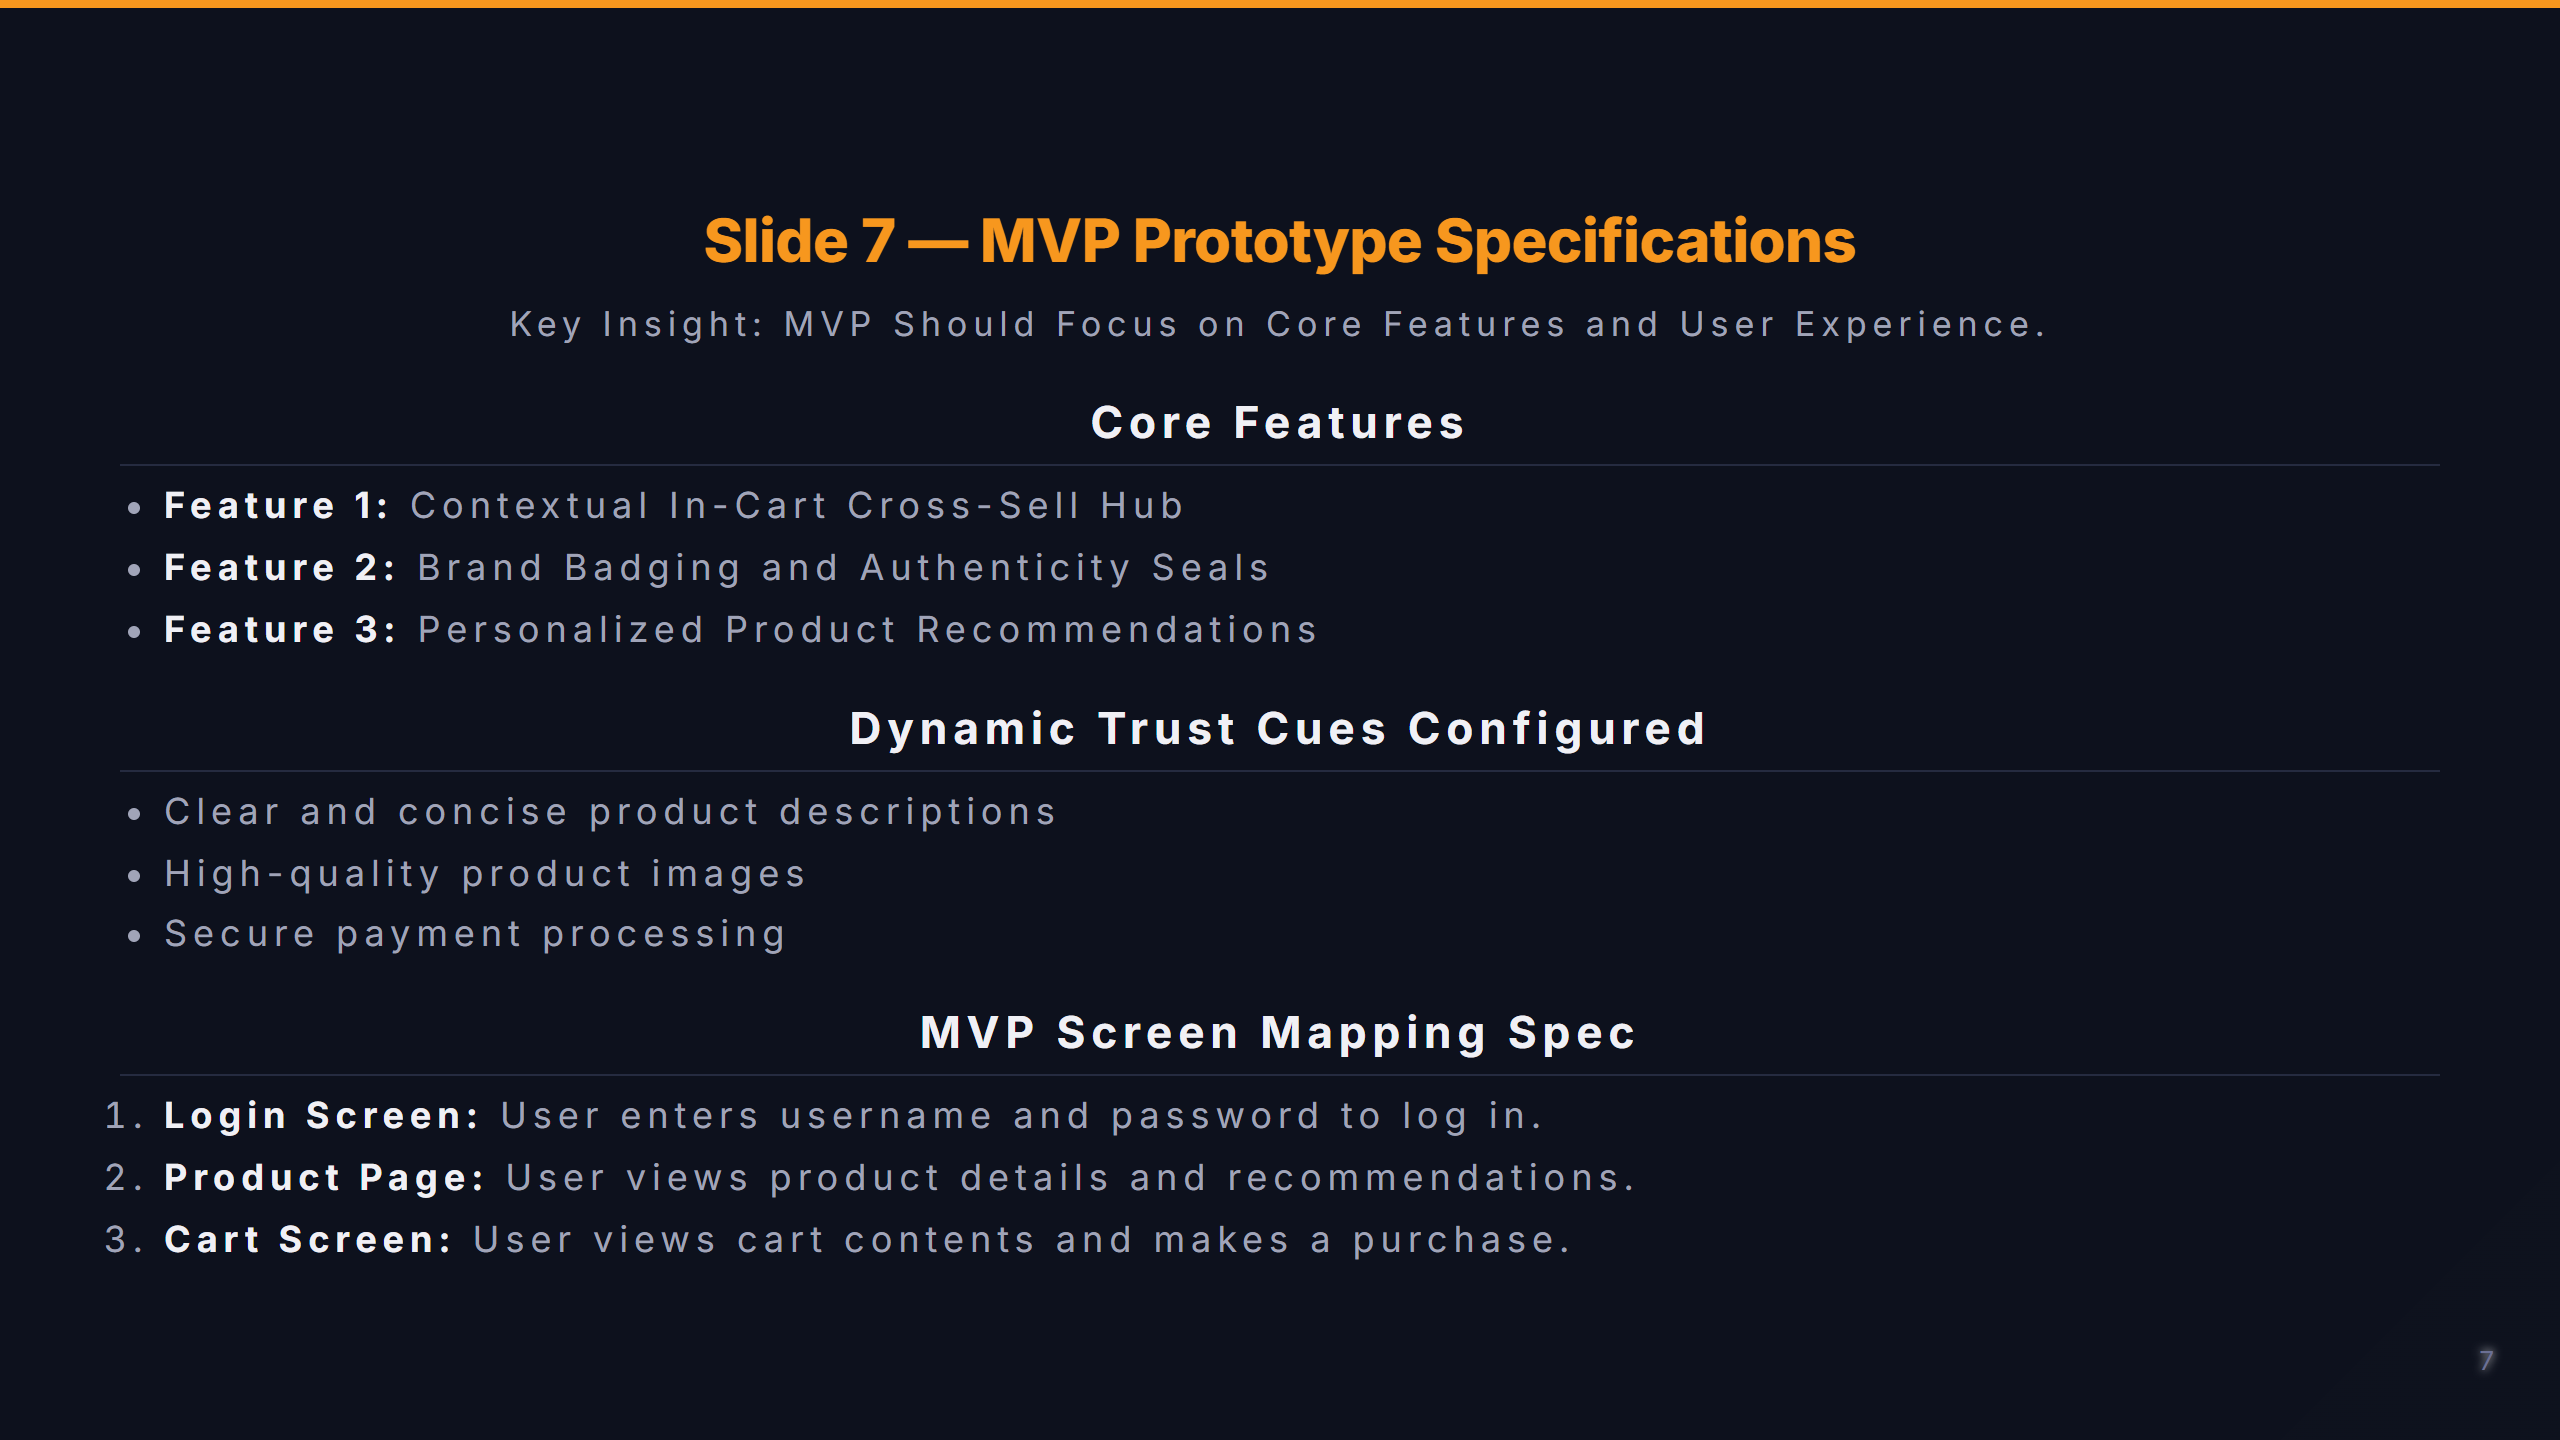 Slide 7 — MVP Prototype Specifications
Key Insight: MVP Should Focus on Core Features and User Experience.
Core Features
• Feature 1: Contextual In-Cart Cross-Sell Hub
• Feature 2: Brand Badging and Authenticity Seals
• Feature 3: Personalized Product Recommendations
Dynamic Trust Cues Configured
• Clear and concise product descriptions
• High-quality product images
• Secure payment processing
MVP Screen Mapping Spec
1. Login Screen: User enters username and password to log in.
2. Product Page: User views product details and recommendations.
3. Cart Screen: User views cart contents and makes a purchase.
7